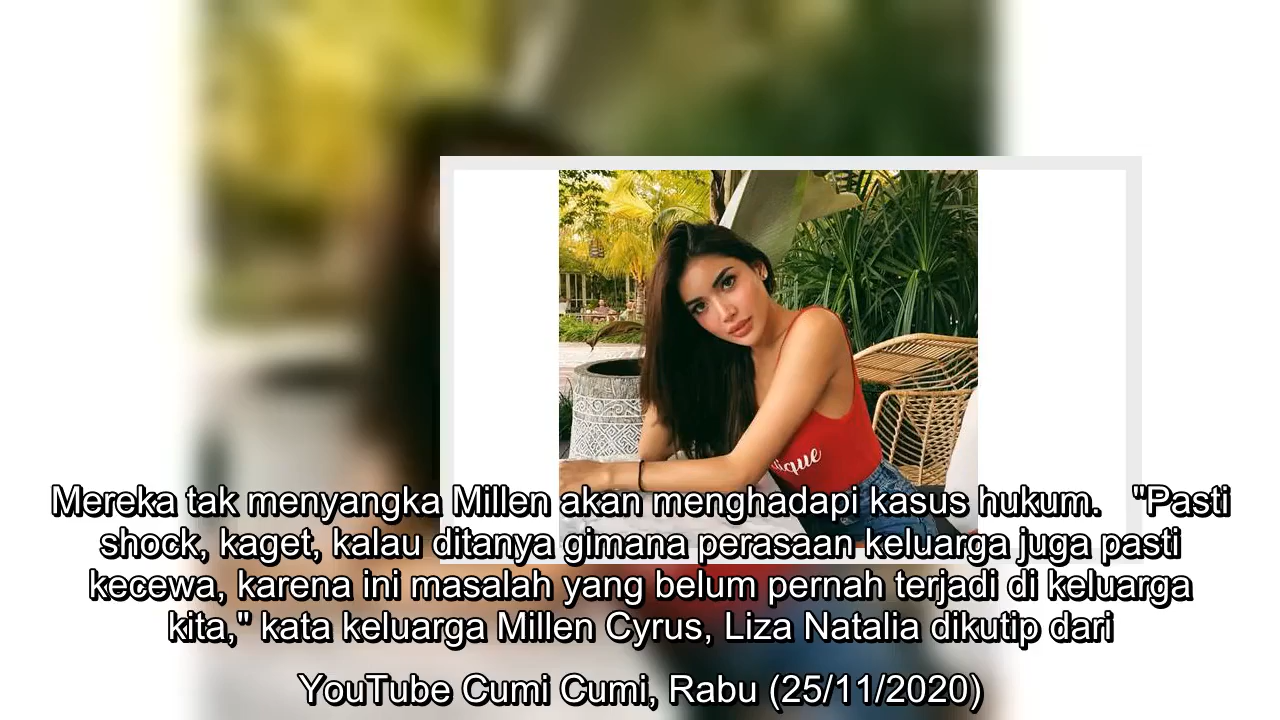 ique
Mereka tak menyangka Millen akan menghadapi kasus hukum.   "Pasti
shock, kaget, kalau ditanya gimana perasaan keluarga juga pasti
kecewa, karena ini masalah yang belum pernah terjadi di keluarga
kita," kata keluarga Millen Cyrus, Liza Natalia dikutip dari
YouTube Cumi Cumi, Rabu (25/11/2020)